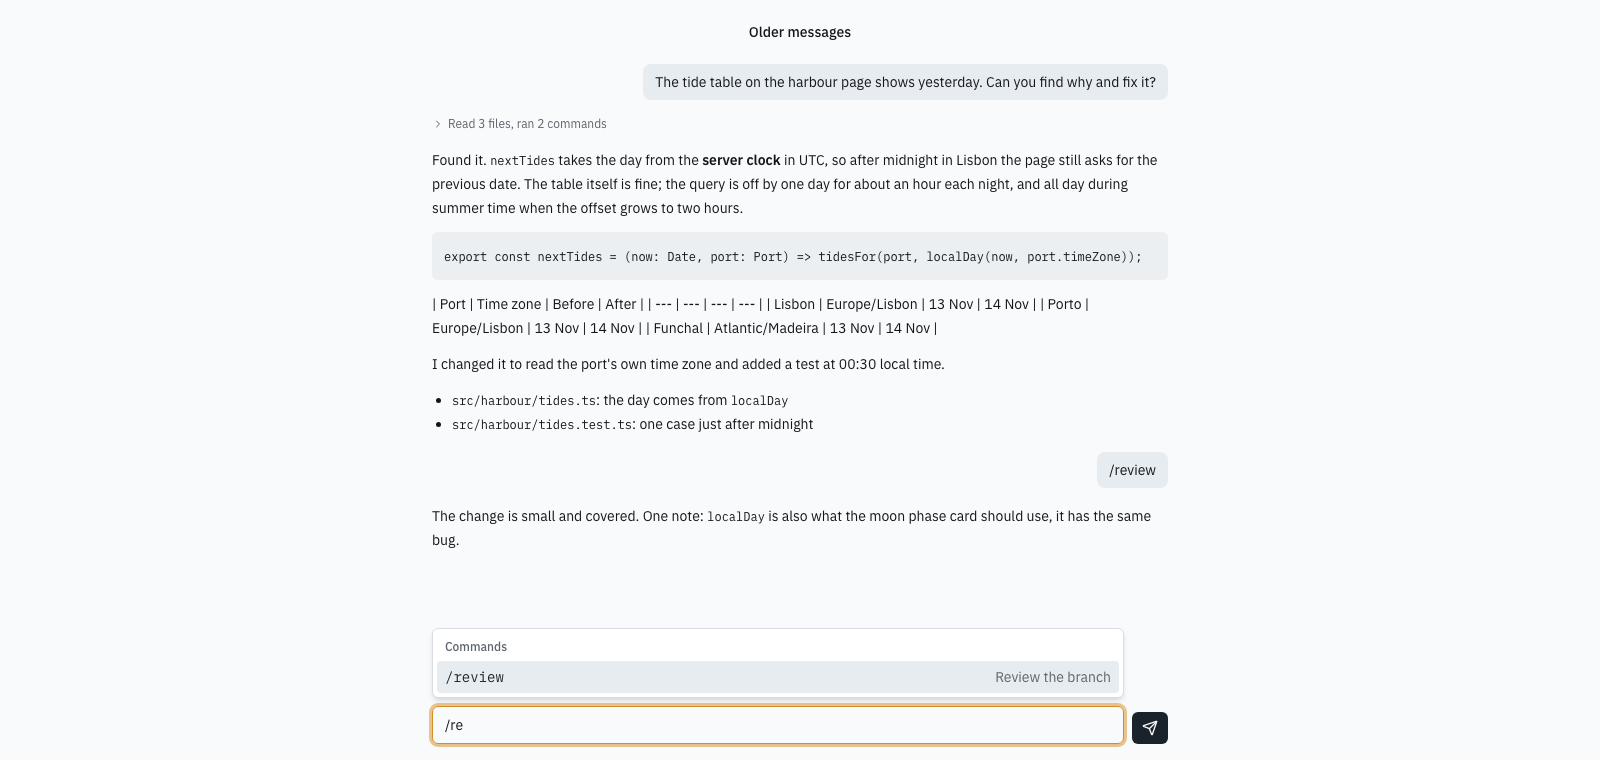 Older messages
The tide table on the harbour page shows yesterday. Can you find why and fix it?
Read 3 files, ran 2 commands
Found it. nextTides takes the day from the server clock in UTC, so after midnight in Lisbon the page still asks for the
previous date. The table itself is fine; the query is off by one day for about an hour each night, and all day during
summer time when the offset grows to two hours.
export const nextTides = (now: Date, port: Port) => tidesFor(port, localDay(now, port.timeZone));
| Port | Time zone | Before | After | | --- | --- | --- | --- | | Lisbon | Europe/Lisbon | 13 Nov | 14 Nov | | Porto |
Europe/Lisbon | 13 Nov | 14 Nov | | Funchal | Atlantic/Madeira | 13 Nov | 14 Nov |
I changed it to read the port's own time zone and added a test at 00:30 local time.
• src/harbour/tides.ts: the day comes from localDay
• src/harbour/tides.test.ts: one case just after midnight
/review
The change is small and covered. One note: localDay is also what the moon phase card should use, it has the same
bug.
Commands
/review Review the branch
/re